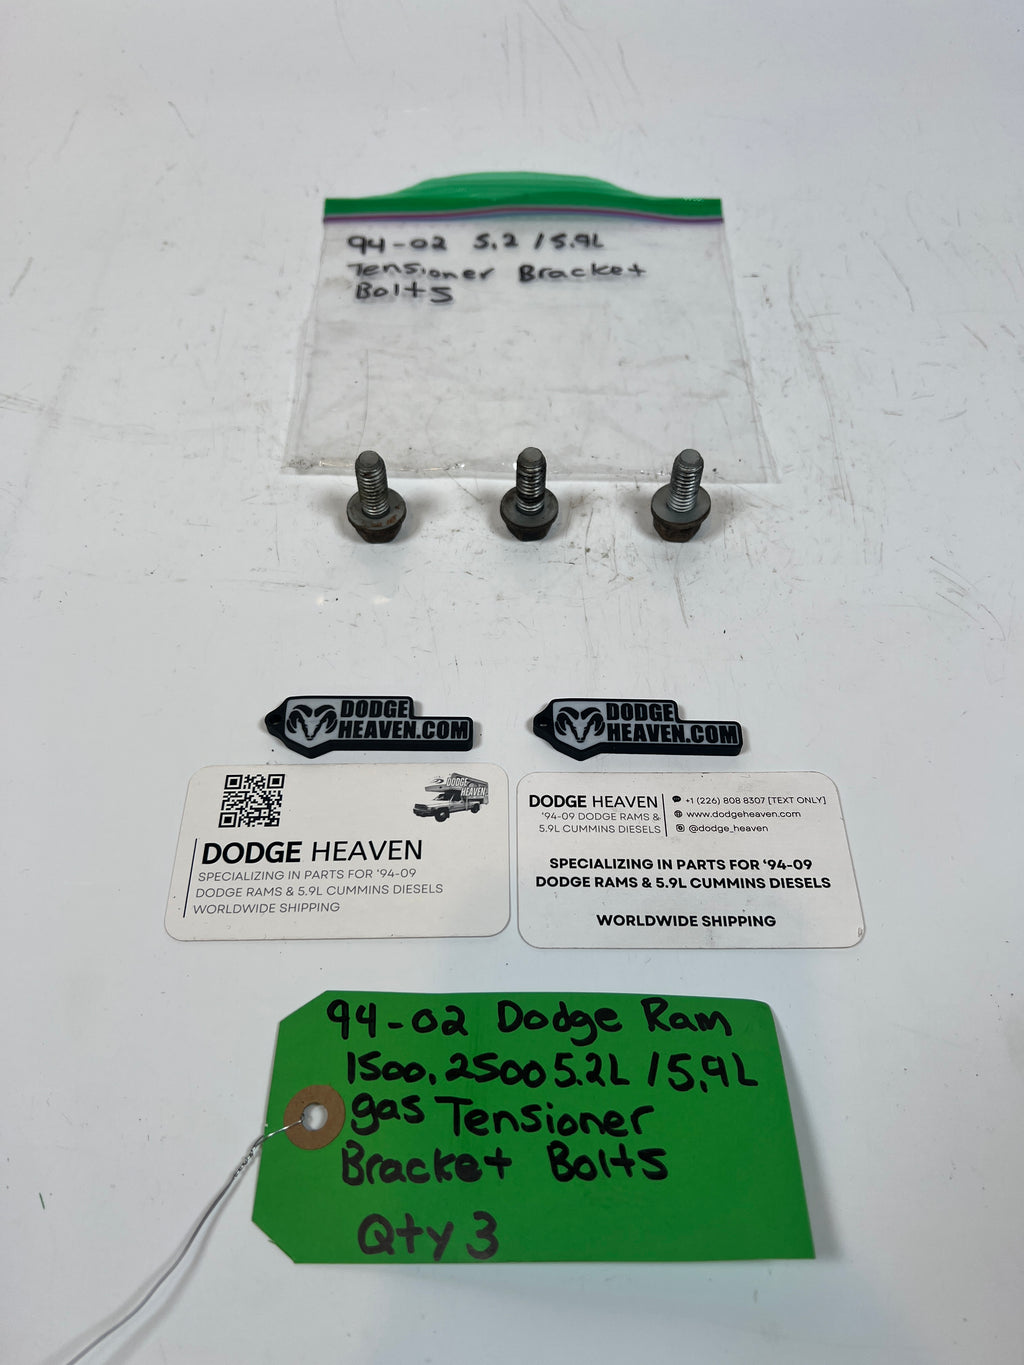 94-02 5.2 / 5.9L
Tensioner Bracket
Bolts
DODGE
HEAVEN.COM
DODGE
HEAVEN.COM
DODGE
HEAVEN
DODGE HEAVEN
SPECIALIZING IN PARTS FOR ‘94-09
DODGE RAMS & 5.9L CUMMINS DIESELS
WORLDWIDE SHIPPING
DODGE HEAVEN
‘94-09 DODGE RAMS &
5.9L CUMMINS DIESELS
+1 (226) 808 8307 [TEXT ONLY]
www.dodgeheaven.com
@dodge_heaven
SPECIALIZING IN PARTS FOR ‘94-09
DODGE RAMS & 5.9L CUMMINS DIESELS
WORLDWIDE SHIPPING
94-02 Dodge Ram
1500, 2500 5.2L / 5.9L
gas Tensioner
Bracket Bolts
Qty 3